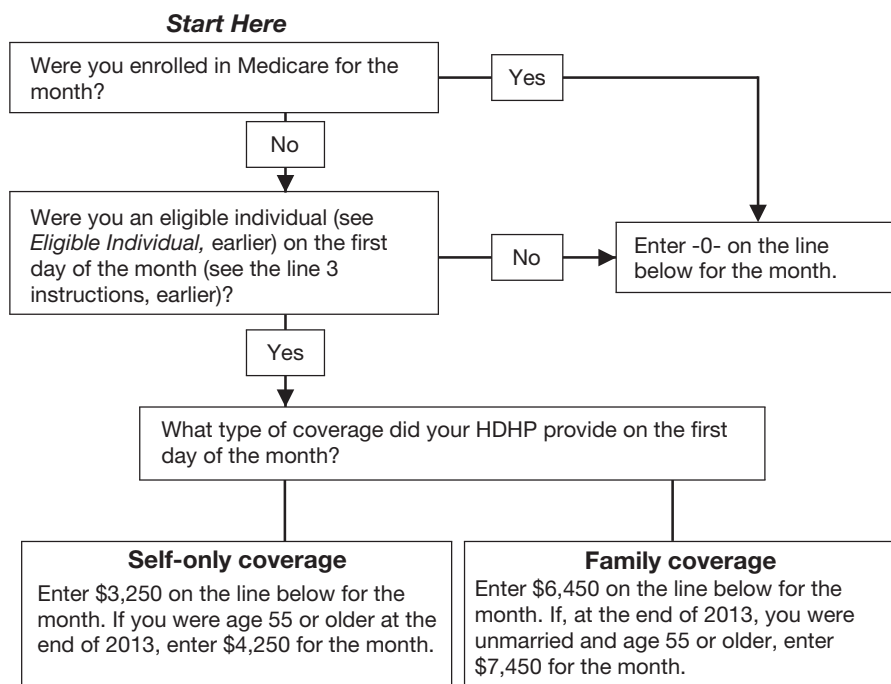 Start Here
Were you enrolled in Medicare for the
month?
Yes
No
Were you an eligible individual (see
Eligible Individual, earlier) on the first
day of the month (see the line 3
instructions, earlier)?
No
Enter -0- on the line
below for the month.
Yes
What type of coverage did your HDHP provide on the first
day of the month?
Self-only coverage
Enter $3,250 on the line below for the
month. If you were age 55 or older at the
end of 2013, enter $4,250 for the month.
Family coverage
Enter $6,450 on the line below for the
month. If, at the end of 2013, you were
unmarried and age 55 or older, enter
$7,450 for the month.